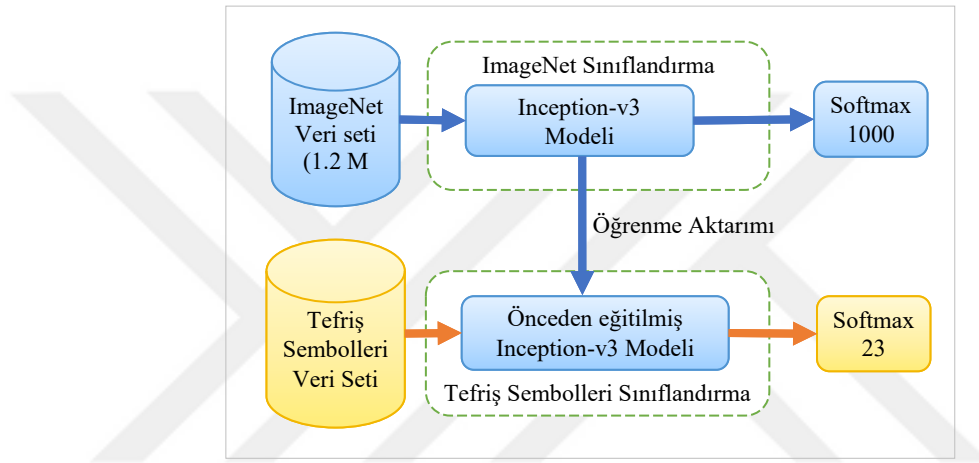 ImageNet Sınıflandırma
ImageNet
Veri seti
(1.2 M
Inception-v3
Modeli
Softmax
1000
Öğrenme Aktarımı
Tefriş
Sembolleri
Veri Seti
Önceden eğitilmiş
Inception-v3 Modeli
Softmax
23
Tefriş Sembolleri Sınıflandırma